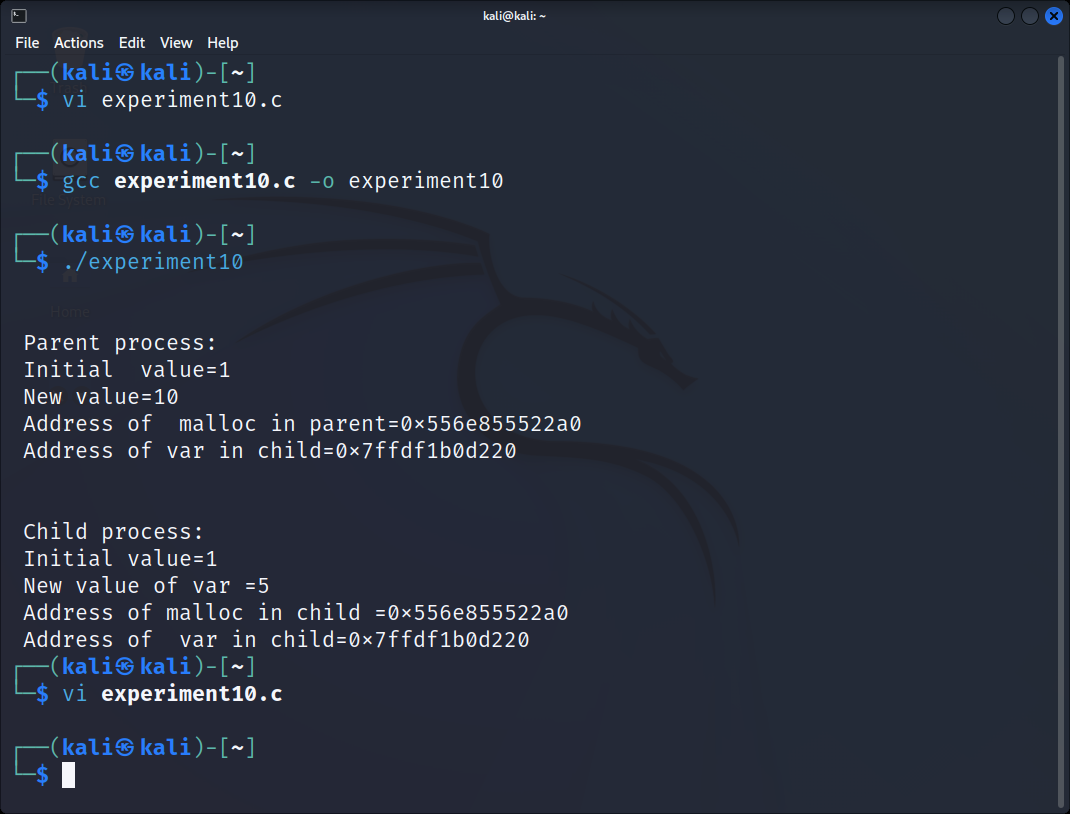 kali@kali: ~
File Actions Edit View Help
┌──(kali㉿kali)-[~]
└─$ vi experiment10.c
┌──(kali㉿kali)-[~]
└─$ gcc experiment10.c -o experiment10
File System
┌──(kali㉿kali)-[~]
└─$ ./experiment10
Home
Parent process:
Initial  value=1
New value=10
Address of  malloc in parent=0×556e855522a0
Address of var in child=0×7ffdf1b0d220
Child process:
Initial value=1
New value of var =5
Address of malloc in child =0×556e855522a0
Address of  var in child=0×7ffdf1b0d220
┌──(kali㉿kali)-[~]
└─$ vi experiment10.c
┌──(kali㉿kali)-[~]
└─$